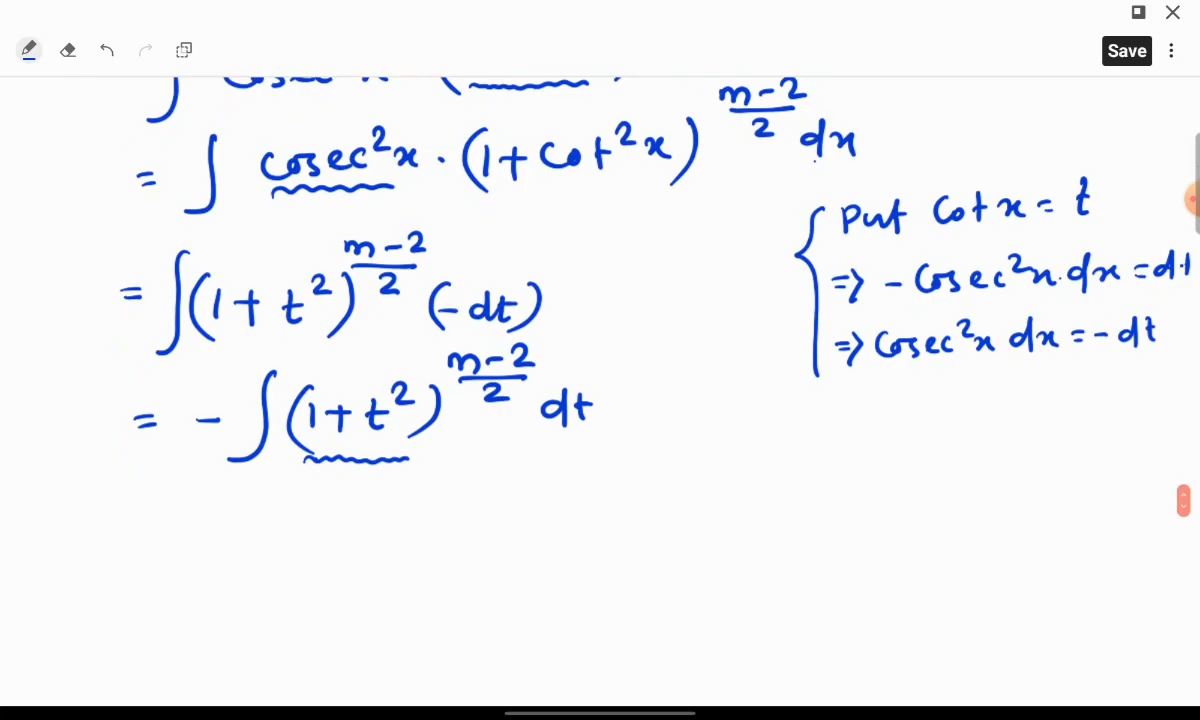 Save
= ∫ cosec²x · (1 + cot²x)^((m-2)/2) dx
Put Cot x = t
⇒ - Cosec²x · dx = dt
⇒ Cosec²x dx = - dt
= ∫ (1 + t²)^((m-2)/2) (- dt)
= - ∫ (1 + t²)^((m-2)/2) dt